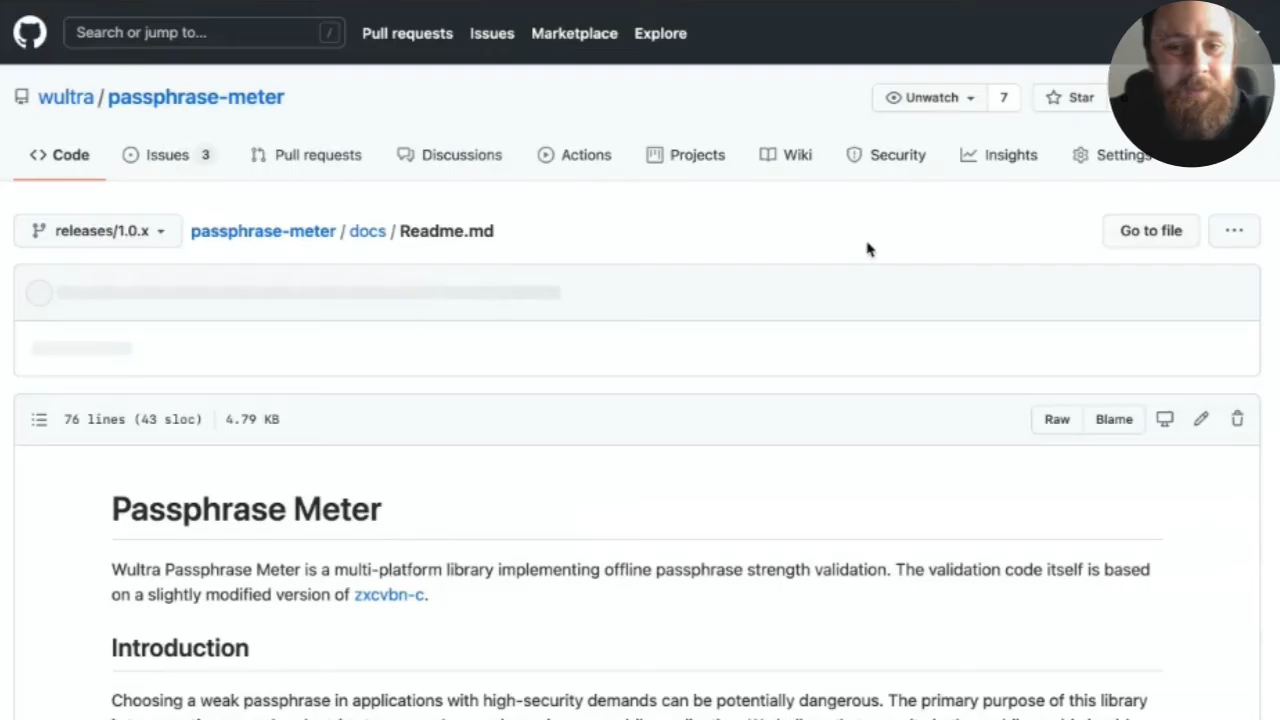 Search or jump to... /
Pull requests Issues Marketplace Explore
wultra / passphrase-meter
Unwatch 7 Star
Code Issues 3 Pull requests Discussions Actions Projects Wiki Security Insights Settings
releases/1.0.x passphrase-meter / docs / Readme.md Go to file ...
76 lines (43 sloc) 4.79 KB Raw Blame
Passphrase Meter
Wultra Passphrase Meter is a multi-platform library implementing offline passphrase strength validation. The validation code itself is based
on a slightly modified version of zxcvbn-c.
Introduction
Choosing a weak passphrase in applications with high-security demands can be potentially dangerous. The primary purpose of this library